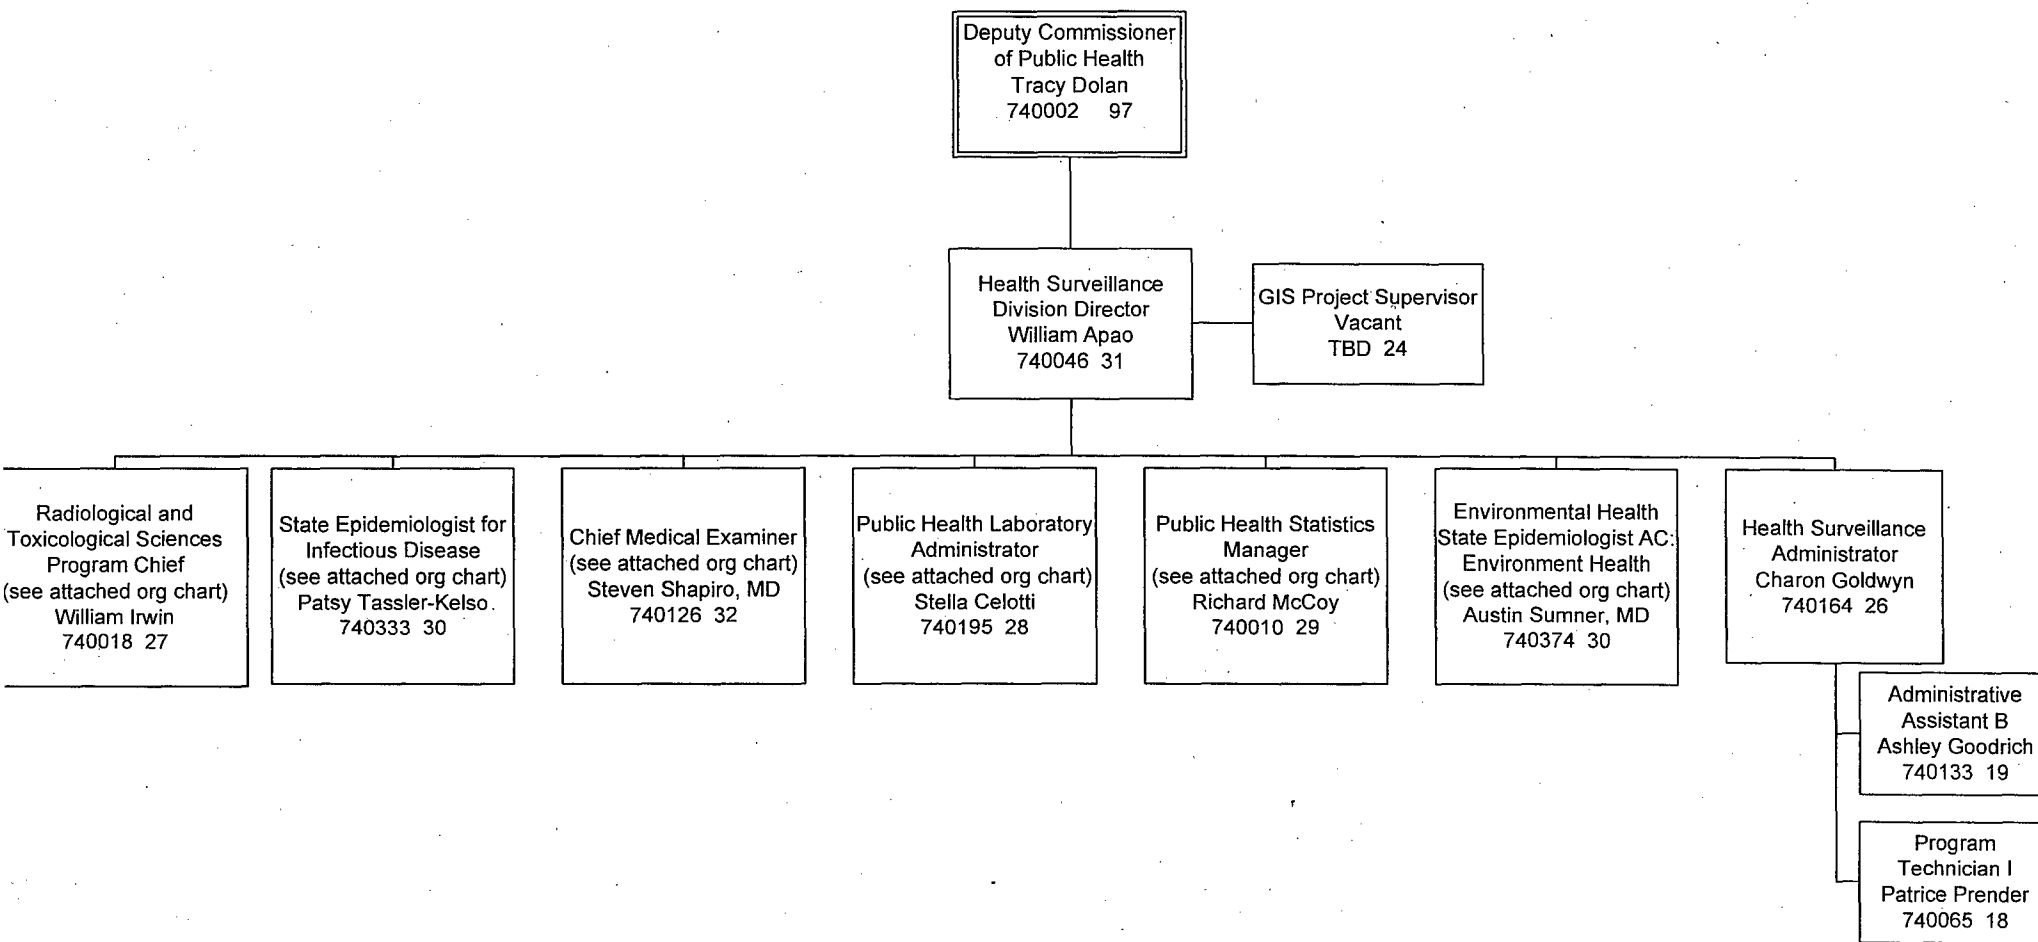 Deputy Commissioner
of Public Health
Tracy Dolan
740002 97
Health Surveillance
Division Director
William Apao
740046 31
GIS Project Supervisor
Vacant
TBD 24
Radiological and
Toxicological Sciences
Program Chief
(see attached org chart)
William Irwin
740018 27
State Epidemiologist for
Infectious Disease
(see attached org chart)
Patsy Tassler-Kelso
740333 30
Chief Medical Examiner
(see attached org chart)
Steven Shapiro, MD
740126 32
Public Health Laboratory
Administrator
(see attached org chart)
Stella Celotti
740195 28
Public Health Statistics
Manager
(see attached org chart)
Richard McCoy
740010 29
Environmental Health
State Epidemiologist AC:
Environment Health
(see attached org chart)
Austin Sumner, MD
740374 30
Health Surveillance
Administrator
Charon Goldwyn
740164 26
Administrative
Assistant B
Ashley Goodrich
740133 19
Program
Technician I
Patrice Prender
740065 18